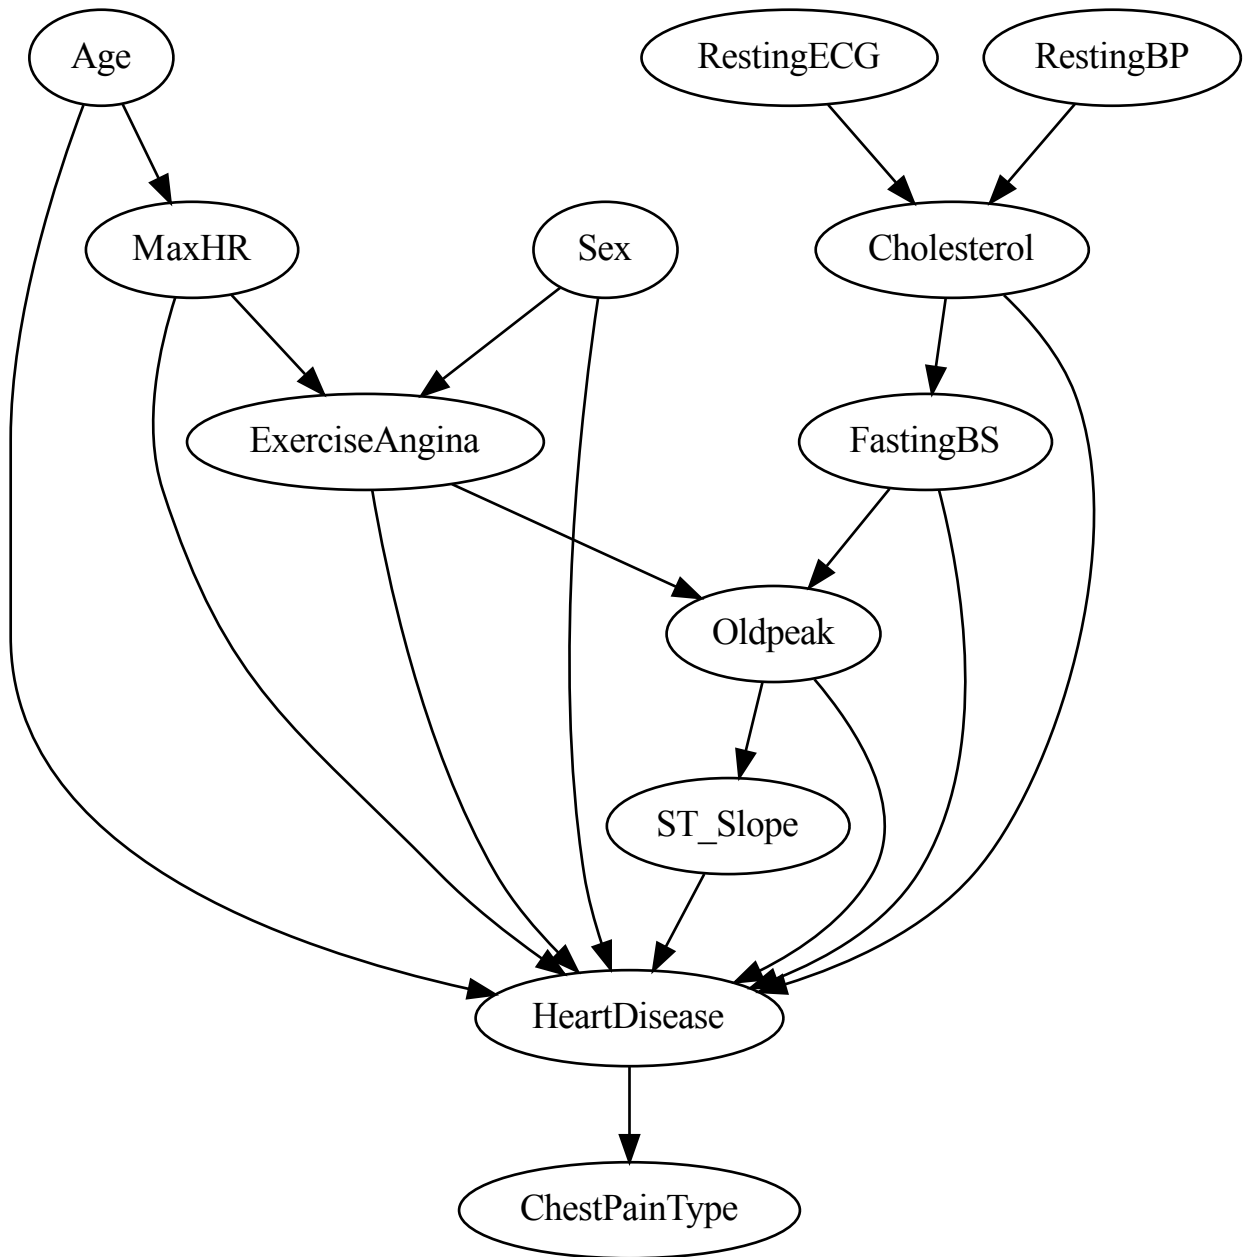 Age
RestingECG
RestingBP
MaxHR
Sex
Cholesterol
ExerciseAngina
FastingBS
Oldpeak
ST_Slope
HeartDisease
ChestPainType